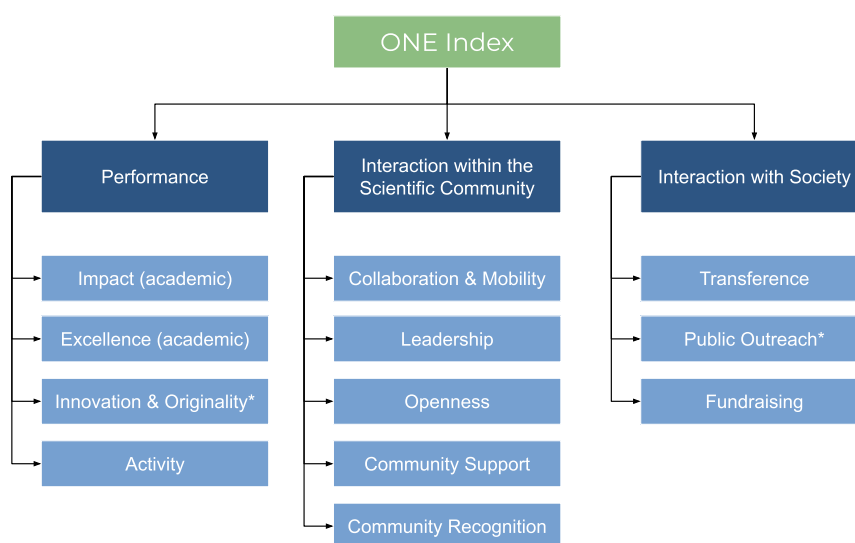 ONE Index
Performance
Interaction within the
Scientific Community
Interaction with Society
Impact (academic)
Excellence (academic)
Innovation & Originality*
Activity
Collaboration & Mobility
Leadership
Openness
Community Support
Community Recognition
Transference
Public Outreach*
Fundraising